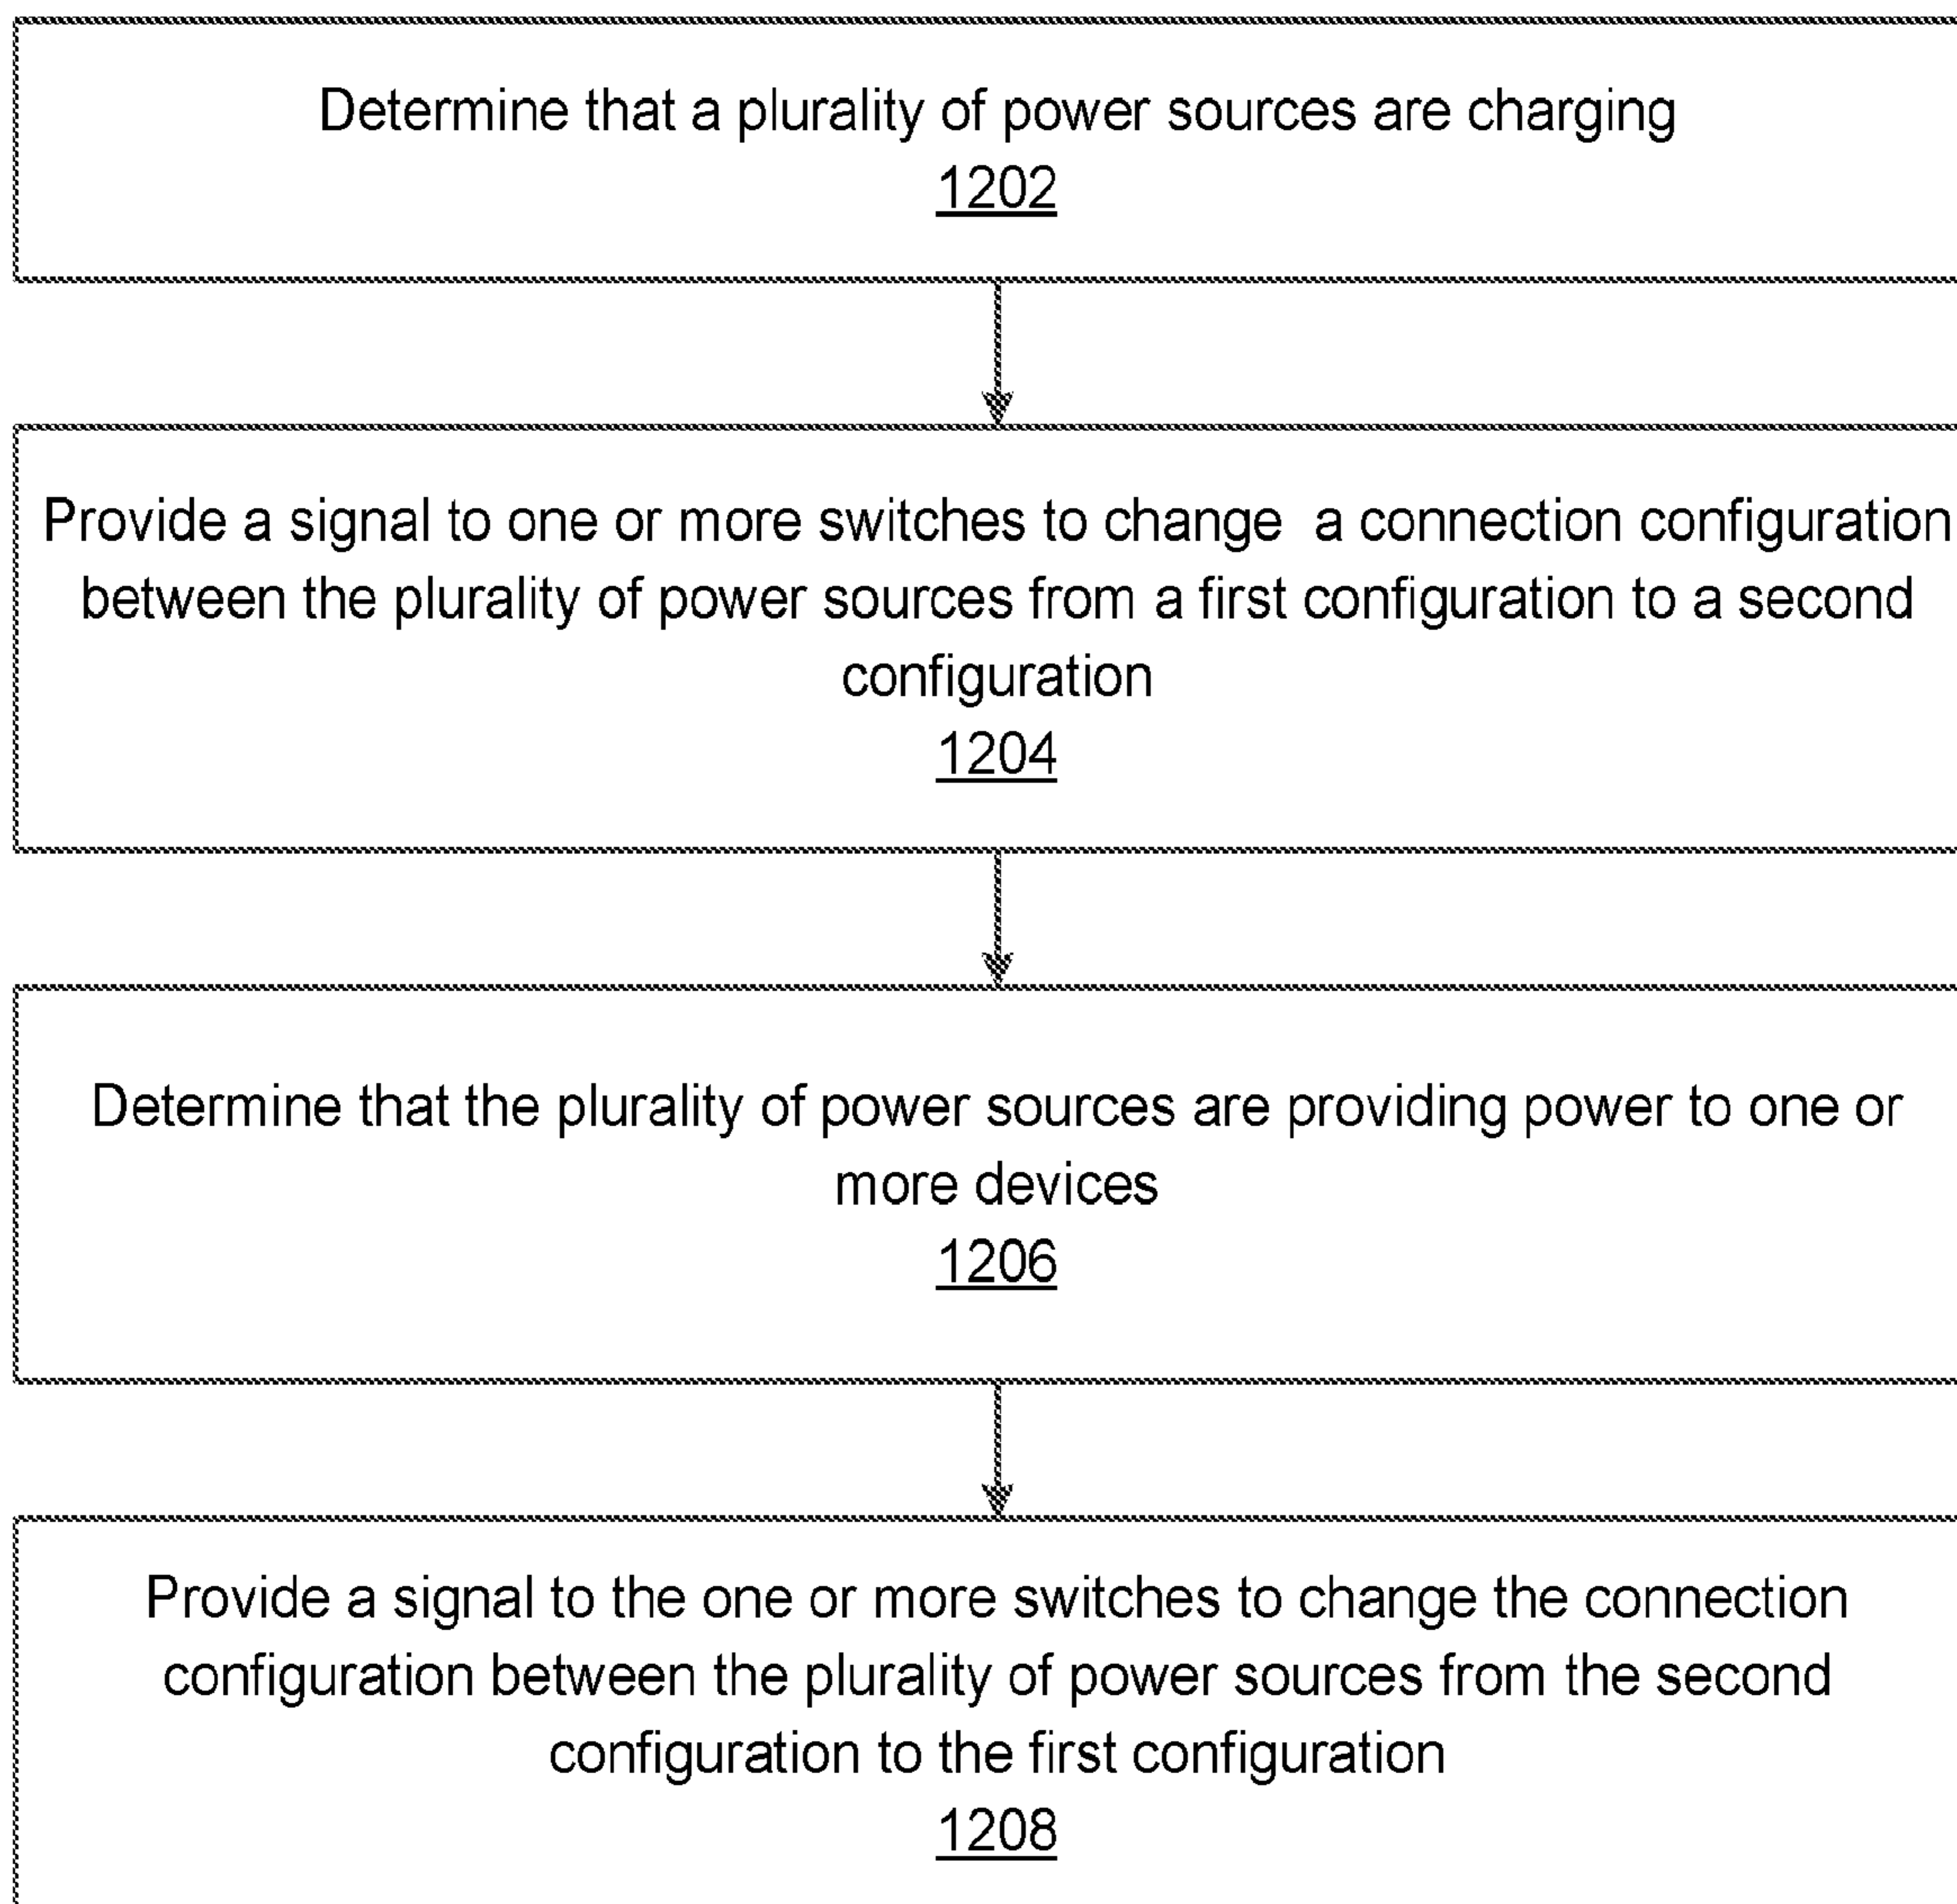 Determine that a plurality of power sources are charging
1202
Provide a signal to one or more switches to change  a connection configuration
between the plurality of power sources from a first configuration to a second
configuration
1204
Determine that the plurality of power sources are providing power to one or
more devices
1206
Provide a signal to the one or more switches to change the connection
configuration between the plurality of power sources from the second
configuration to the first configuration
1208